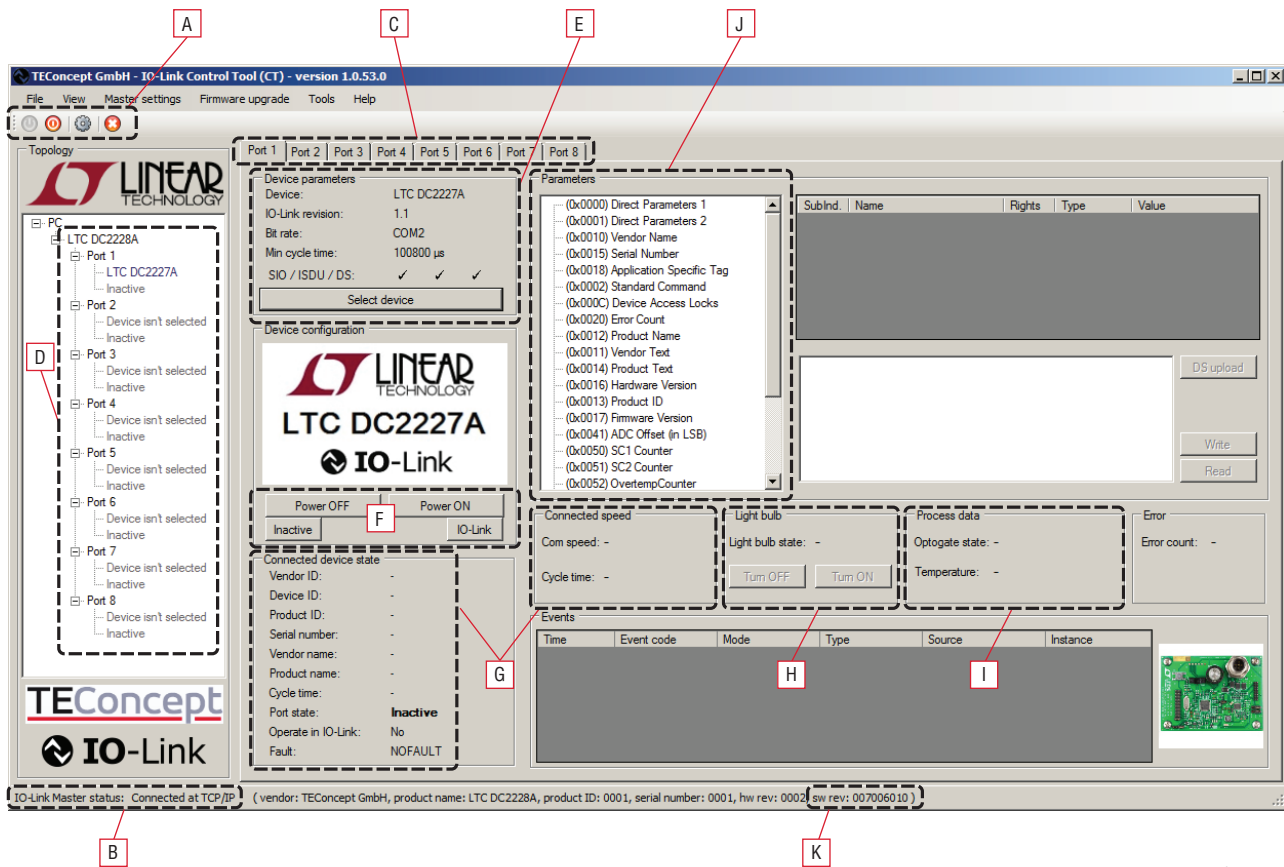 A
C
E
J
TEConcept GmbH - IO-Link Control Tool (CT) - version 1.0.53.0
File View Master settings Firmware upgrade Tools Help
Topology
LINEAR
TECHNOLOGY
PC
LTC DC2228A
Port 1
LTC DC2227A
Inactive
Port 2
Device isn't selected
Inactive
Port 3
Device isn't selected
Inactive
Port 4
Device isn't selected
Inactive
Port 5
Device isn't selected
Inactive
Port 6
Device isn't selected
Inactive
Port 7
Device isn't selected
Inactive
Port 8
Device isn't selected
Inactive
D
TEConcept
IO-Link
Port 1 Port 2 Port 3 Port 4 Port 5 Port 6 Port 7 Port 8
Device parameters
Device: LTC DC2227A
IO-Link revision: 1.1
Bit rate: COM2
Min cycle time: 100800 µs
SIO / ISDU / DS: ✓ ✓ ✓
Select device
Device configuration
LINEAR
TECHNOLOGY
LTC DC2227A
IO-Link
Power OFF Power ON
F
Inactive IO-Link
Connected device state
Vendor ID: -
Device ID: -
Product ID: -
Serial number: -
Vendor name: -
Product name: -
Cycle time: -
Port state: Inactive
Operate in IO-Link: No
Fault: NOFAULT
G
Parameters
(0x0000) Direct Parameters 1
(0x0001) Direct Parameters 2
(0x0010) Vendor Name
(0x0015) Serial Number
(0x0018) Application Specific Tag
(0x0002) Standard Command
(0x000C) Device Access Locks
(0x0020) Error Count
(0x0012) Product Name
(0x0011) Vendor Text
(0x0014) Product Text
(0x0016) Hardware Version
(0x0013) Product ID
(0x0017) Firmware Version
(0x0041) ADC Offset (in LSB)
(0x0050) SC1 Counter
(0x0051) SC2 Counter
(0x0052) OvertempCounter
SubInd. Name Rights Type Value
DS upload
Write
Read
Connected speed
Com speed: -
Cycle time: -
Light bulb
Light bulb state: -
Turn OFF Turn ON
Process data
Optogate state: -
Temperature: -
Error
Error count: -
H
I
Events
Time Event code Mode Type Source Instance
IO-Link Master status: Connected at TCP/IP ( vendor: TEConcept GmbH, product name: LTC DC2228A, product ID: 0001, serial number: 0001, hw rev: 0002, sw rev: 007006010 )
B
K